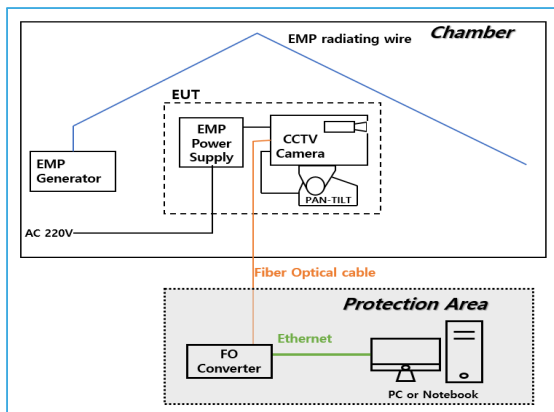 Chamber
EMP radiating wire
EUT
EMP
Power
Supply
CCTV
Camera
EMP
Generator
PAN-TILT
AC 220V
Fiber Optical cable
Protection Area
Ethernet
FO
Converter
PC or Notebook